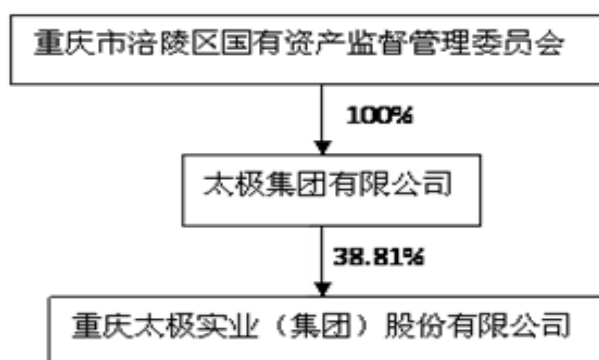 重庆市涪陵区国有资产监督管理委员会
100%
太极集团有限公司
38.81%
重庆太极实业（集团）股份有限公司